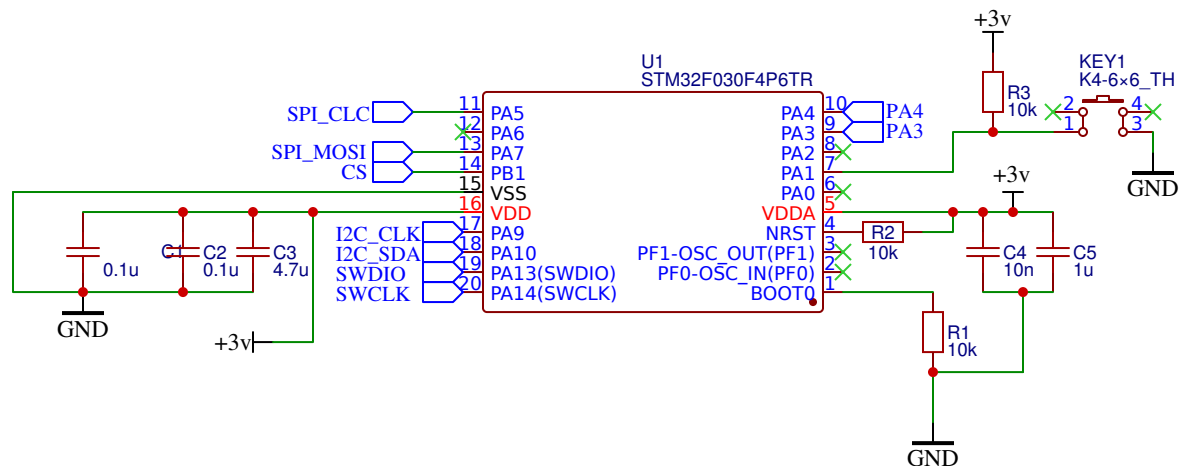 +3v
U1
STM32F030F4P6TR
KEY1
K4-6×6_TH
R3
10k
SPI_CLC
11
PA5
PA4
10
PA4
2
4
12
PA6
PA3
9
PA3
1
3
SPI_MOSI
13
PA7
PA2
8
CS
14
PB1
PA1
7
+3v
GND
15
VSS
PA0
6
16
VDD
VDDA
5
I2C_CLK
17
PA9
NRST
4
R2
10k
I2C_SDA
18
PA10
PF1-OSC_OUT(PF1)
3
SWDIO
19
PA13(SWDIO)
PF0-OSC_IN(PF0)
2
SWCLK
20
PA14(SWCLK)
BOOT0
1
C1
0.1u
C2
0.1u
C3
4.7u
C4
10n
C5
1u
GND
+3v
R1
10k
GND